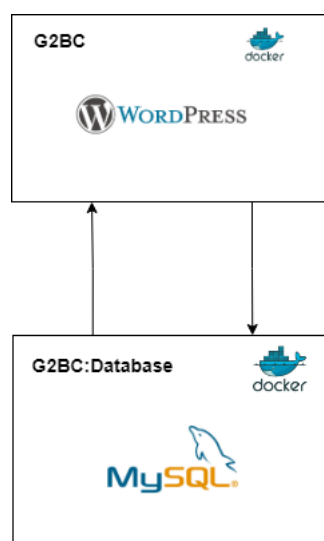 G2BC
docker
WORDPRESS
G2BC:Database
docker
MySQL